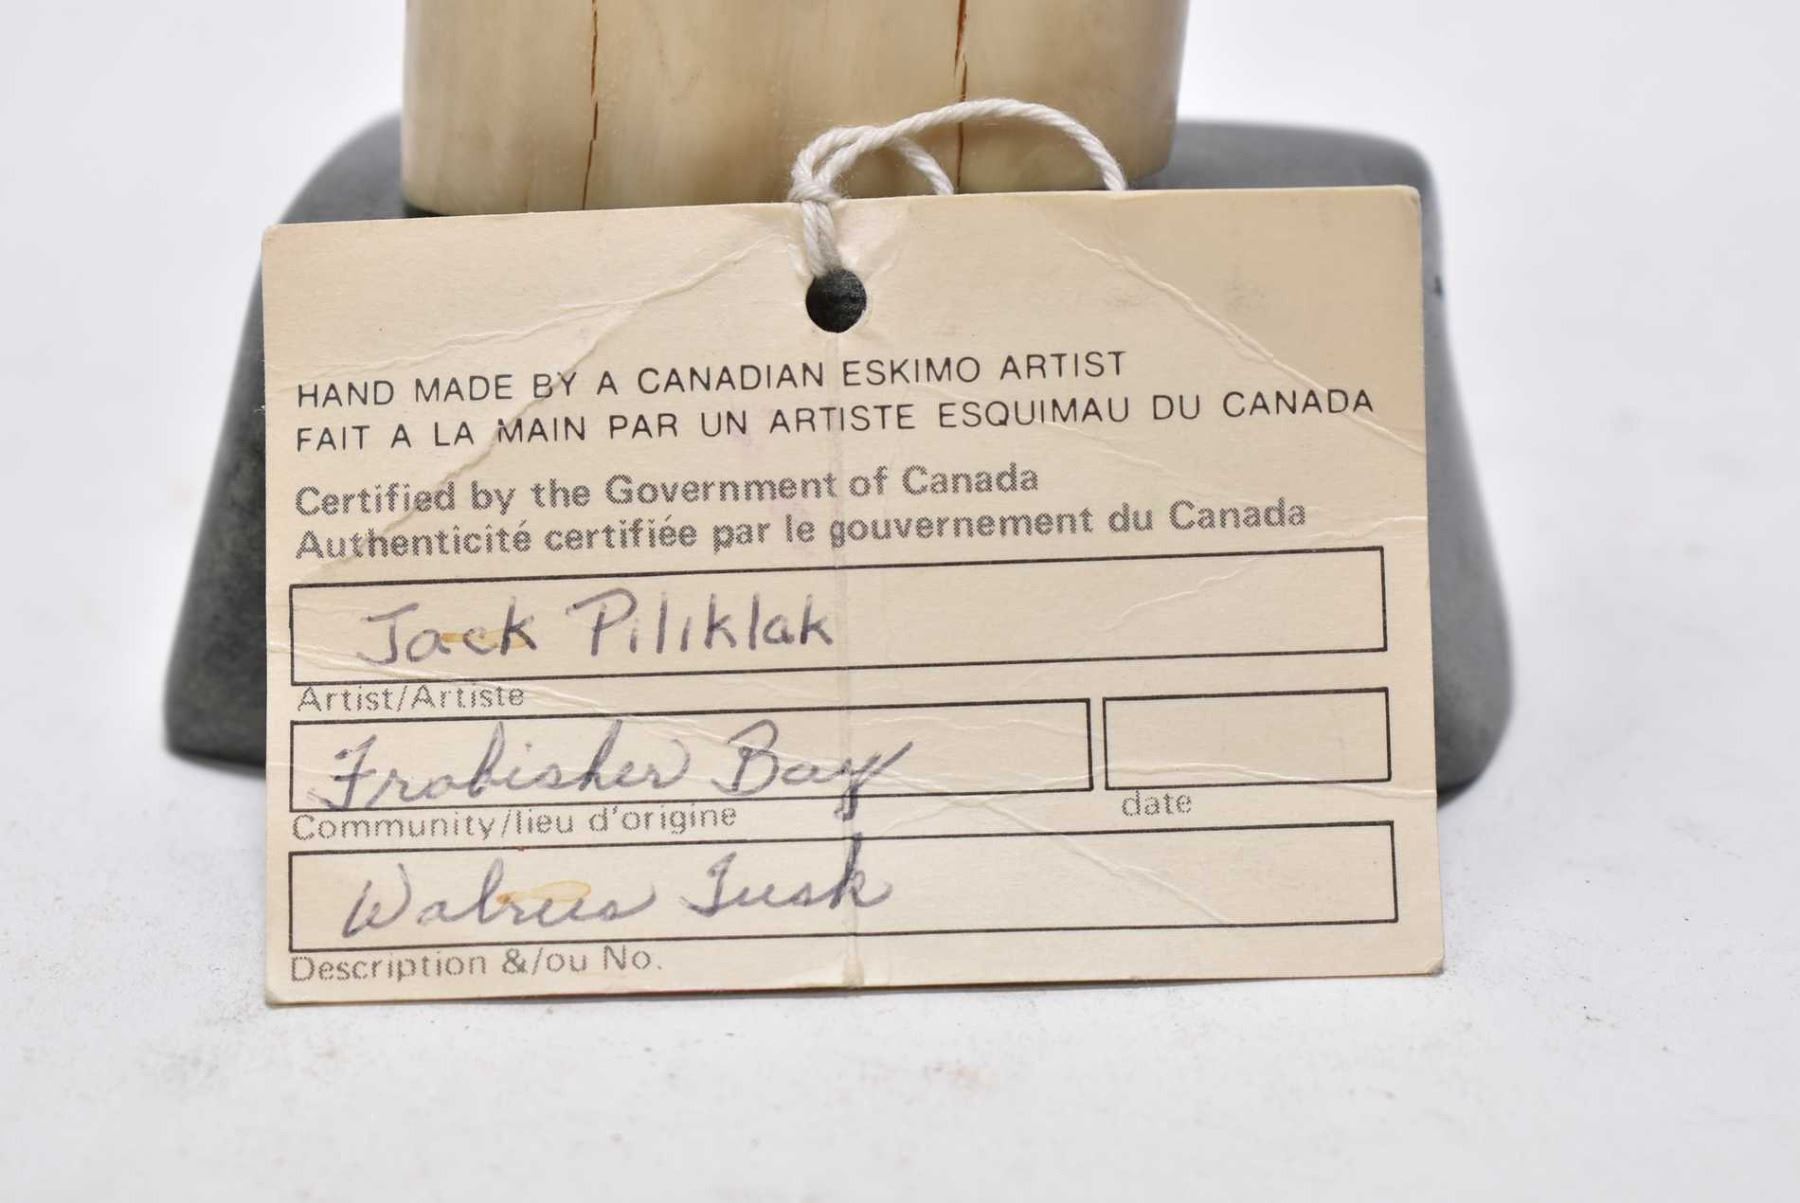 HAND MADE BY A CANADIAN ESKIMO ARTIST
FAIT A LA MAIN PAR UN ARTISTE ESQUIMAU DU CANADA
Certified by the Government of Canada
Authenticité certifiée par le gouvernement du Canada
Jack Piliklak
Artist/Artiste
Frobisher Bay
Community/lieu d'origine date
Walrus Tusk
Description &/ou No.